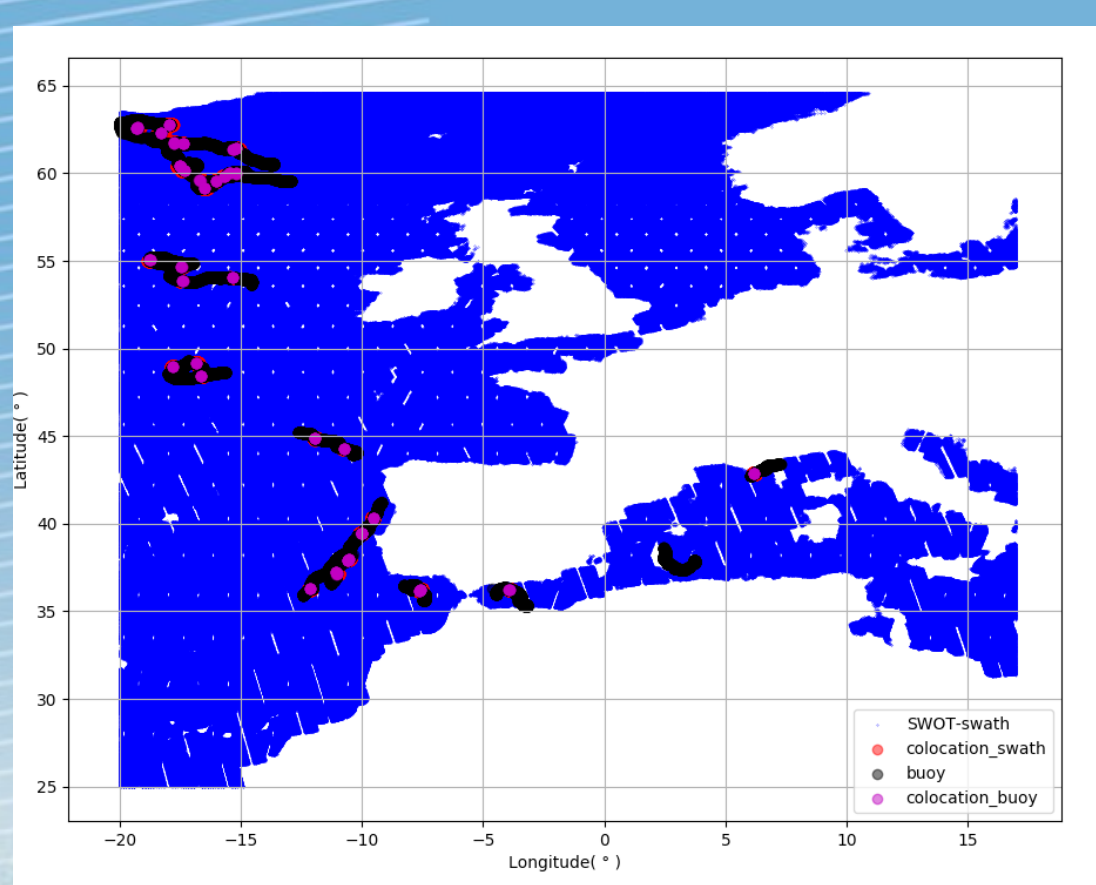 65
60
55
50
45
40
35
30
25
Latitude( ° )
SWOT-swath
colocation_swath
buoy
colocation_buoy
−20 −15 −10 −5 0 5 10 15
Longitude( ° )